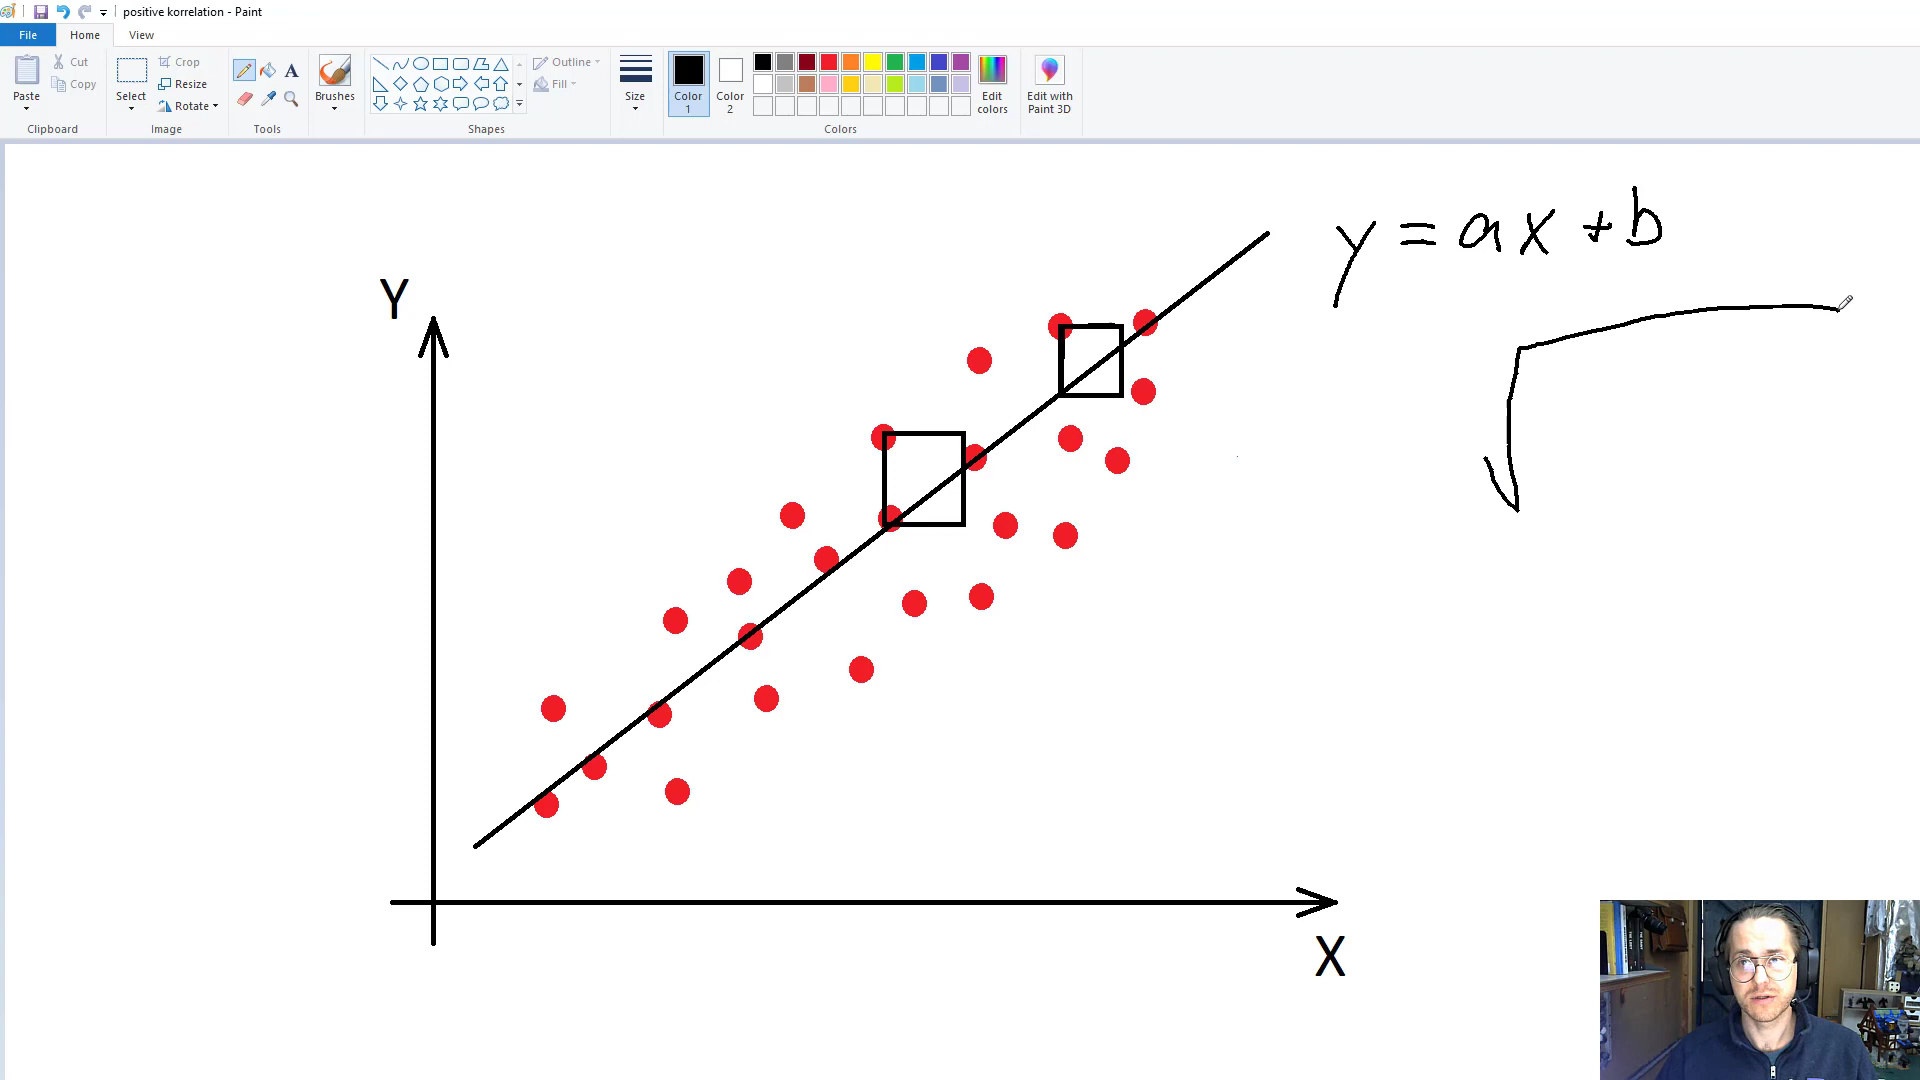 positive korrelation - Paint
File Home View
Paste
Cut
Copy
Clipboard
Select
Crop
Resize
Rotate
Image
A
Tools
Brushes
Shapes
Outline
Fill
Size
Color 1
Color 2
Colors
Edit colors
Edit with Paint 3D
y = ax + b
Y
X